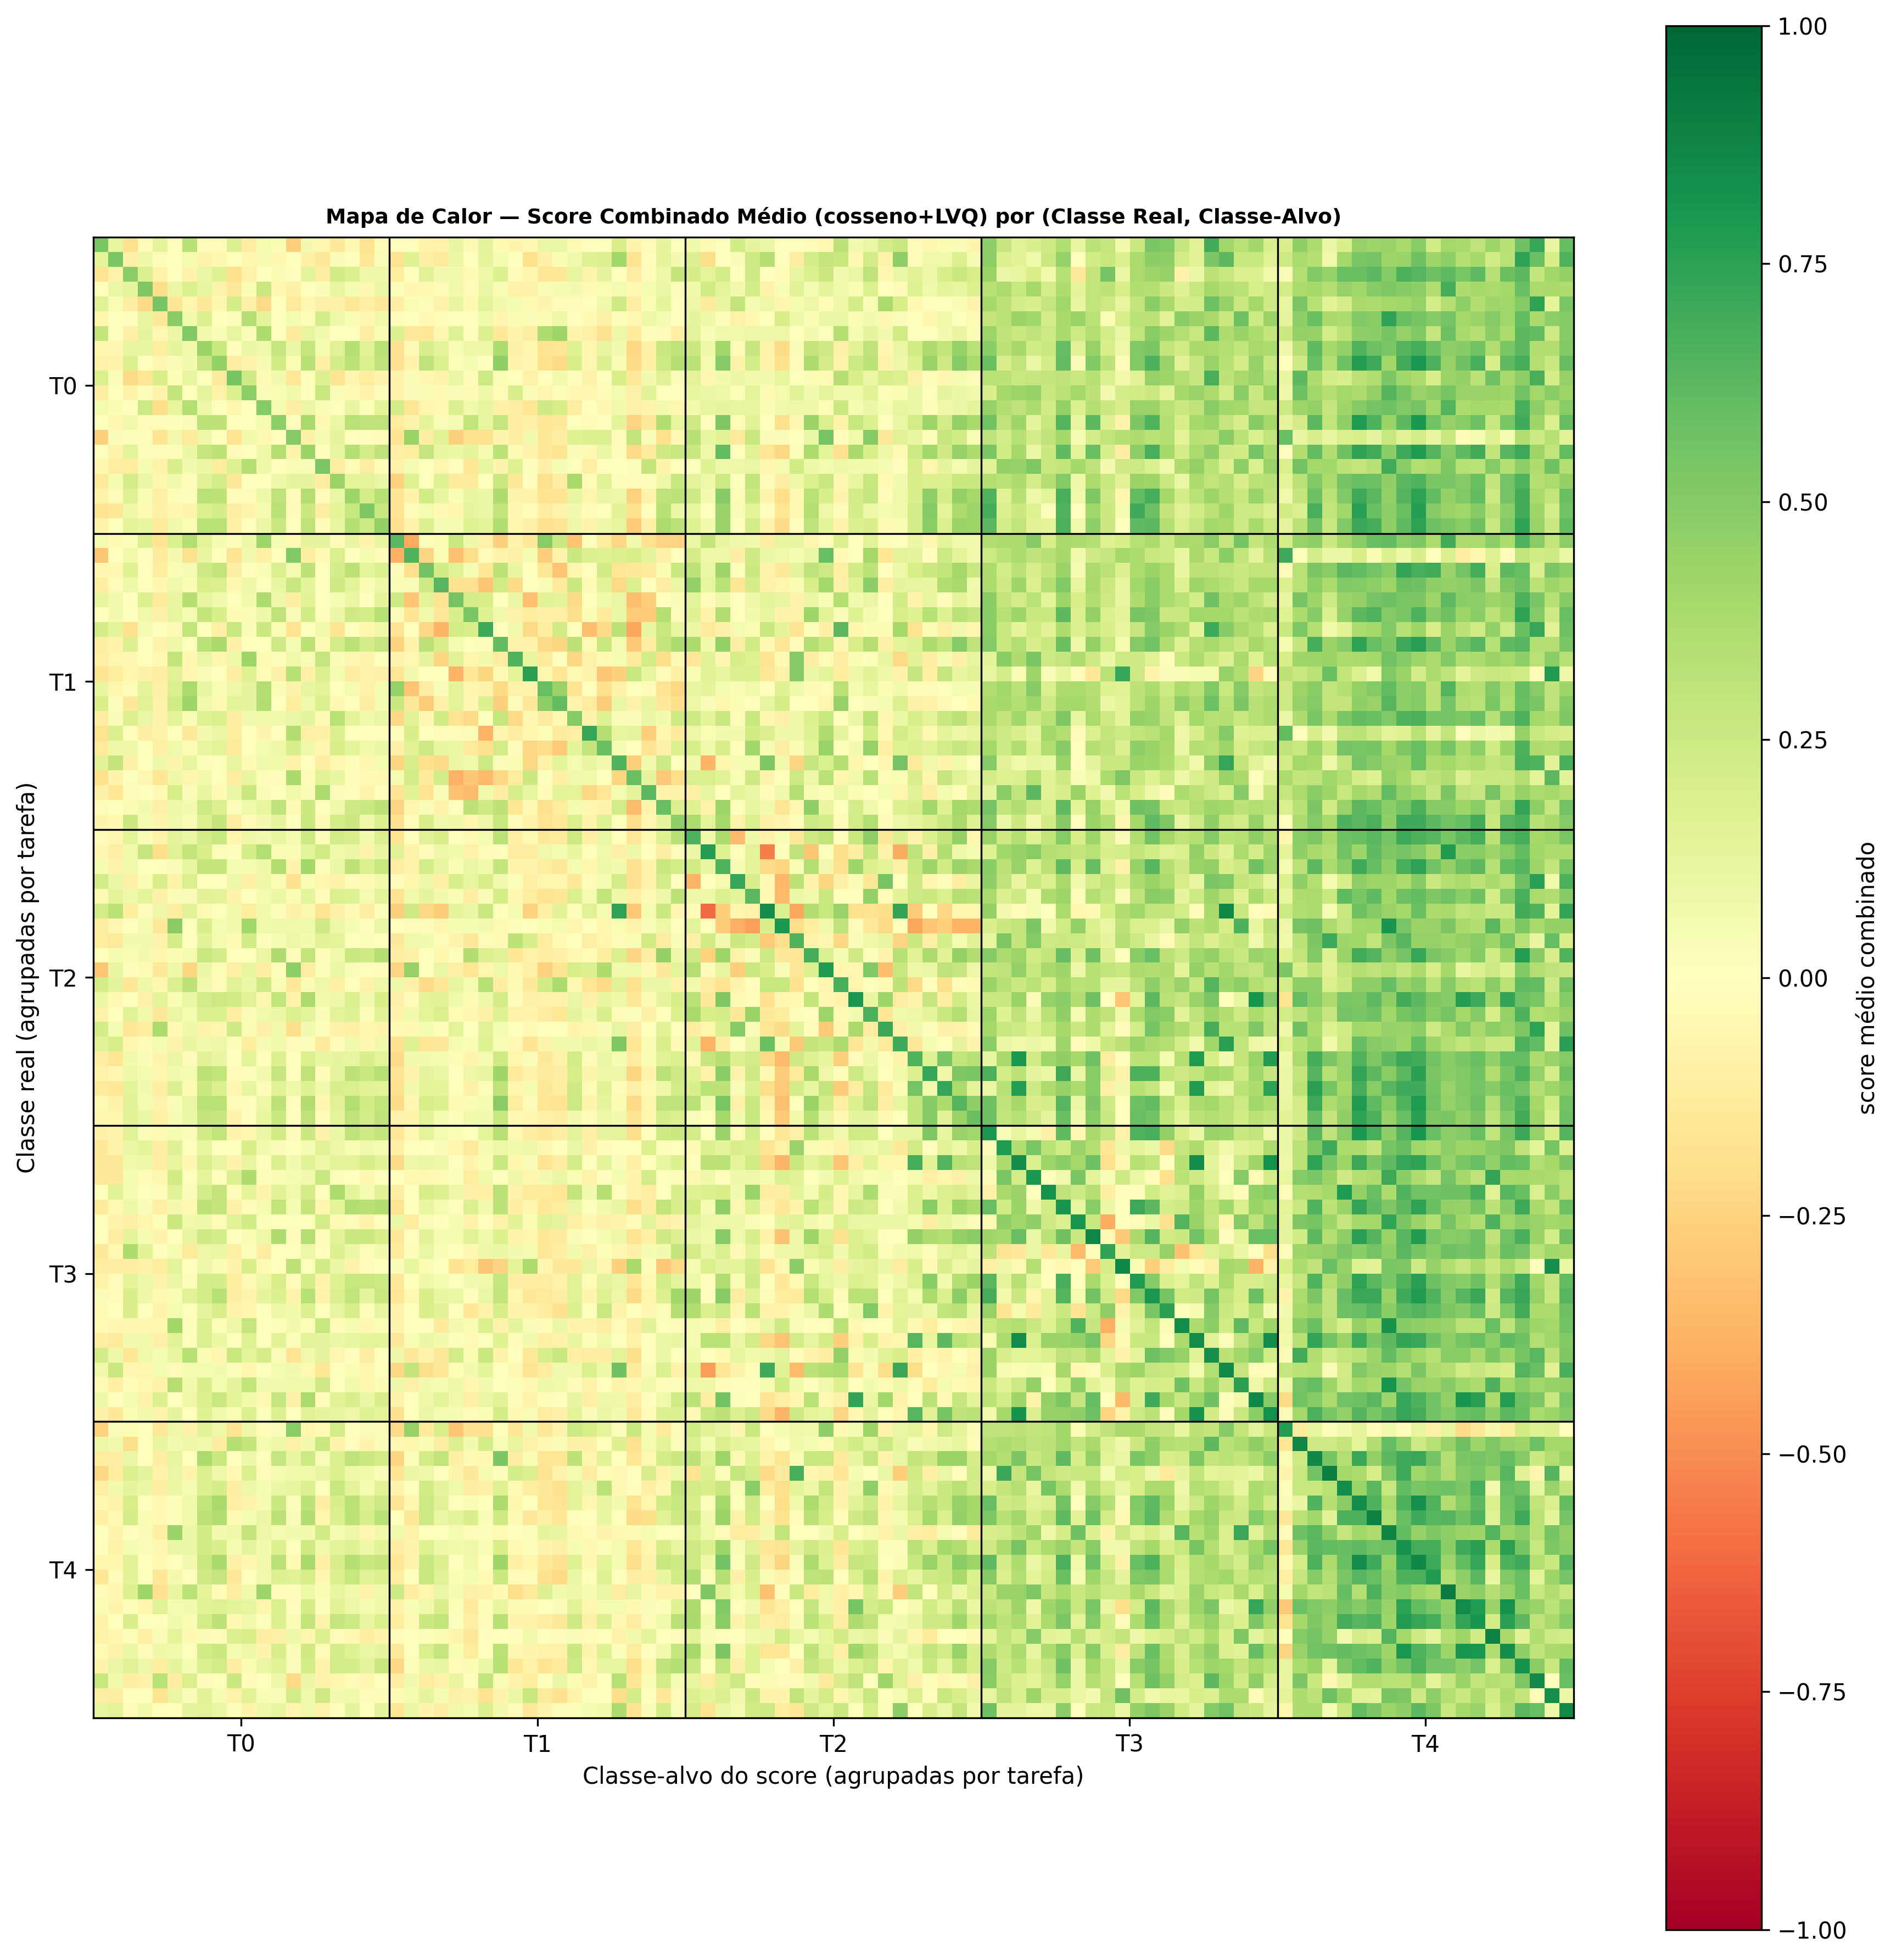 Mapa de Calor — Score Combinado Médio (cosseno+LVQ) por (Classe Real, Classe-Alvo)
Classe real (agrupadas por tarefa)
T0
T1
T2
T3
T4
T0 T1 T2 T3 T4
Classe-alvo do score (agrupadas por tarefa)
1.00
0.75
0.50
0.25
0.00
−0.25
−0.50
−0.75
−1.00
score médio combinado